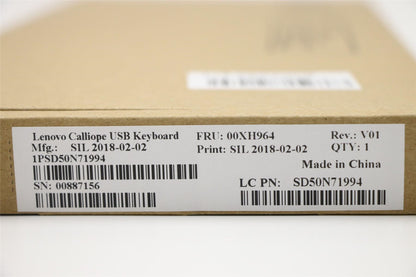 Lenovo Calliope USB Keyboard FRU: 00XH964 Rev.: V01
Mfg.: SIL 2018-02-02 Print: SIL 2018-02-02 QTY: 1
1PSD50N71994 Made in China
SN: 00887156 LC PN: SD50N71994